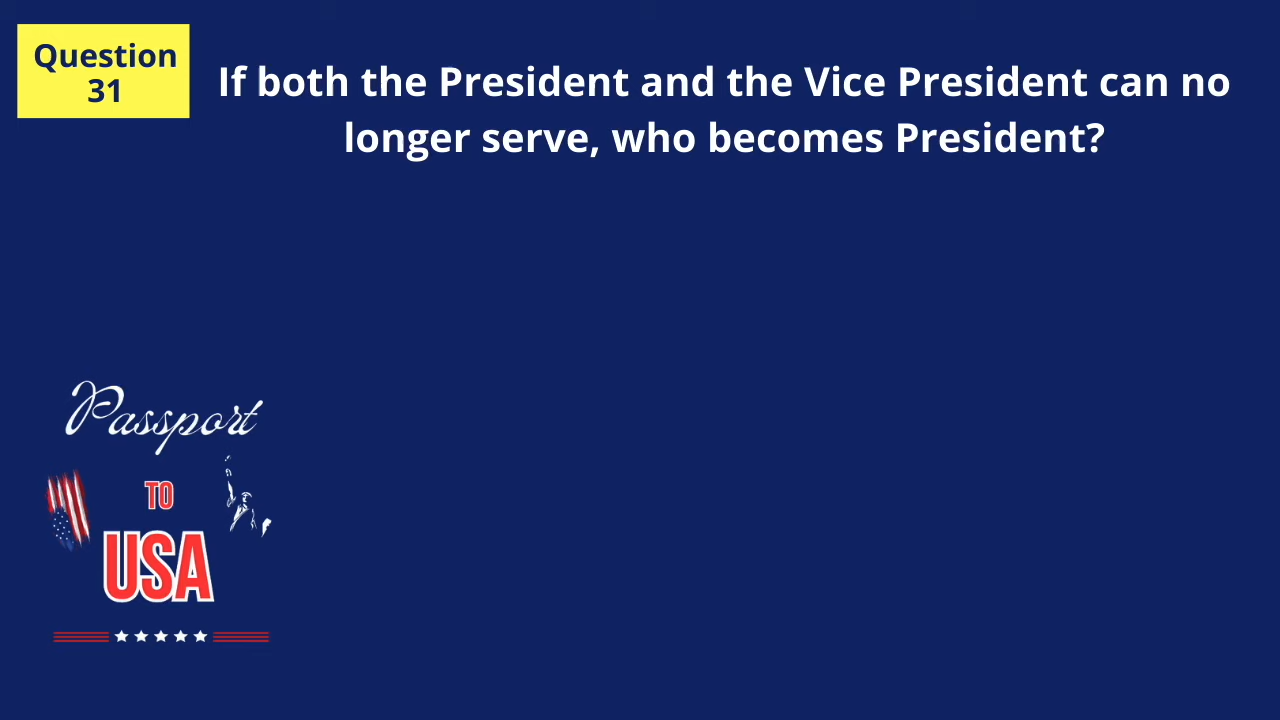 Question
31
If both the President and the Vice President can no
longer serve, who becomes President?
Passport
TO
USA